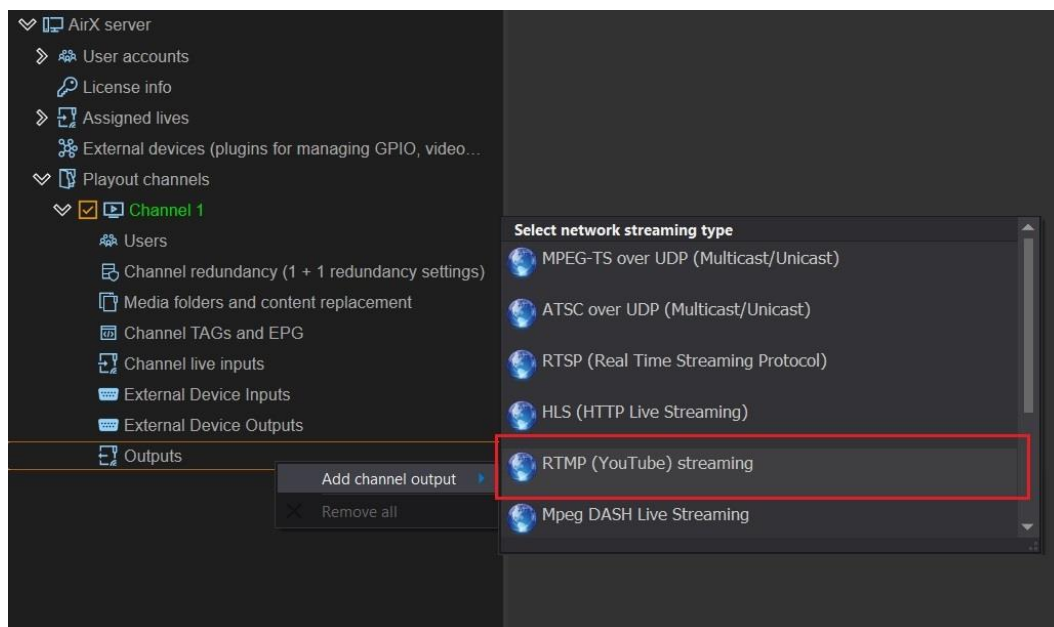 AirX server
User accounts
License info
Assigned lives
External devices (plugins for managing GPIO, video...
Playout channels
Channel 1
Users
Channel redundancy (1 + 1 redundancy settings)
Media folders and content replacement
Channel TAGs and EPG
Channel live inputs
External Device Inputs
External Device Outputs
Outputs
Add channel output
Remove all
Select network streaming type
MPEG-TS over UDP (Multicast/Unicast)
ATSC over UDP (Multicast/Unicast)
RTSP (Real Time Streaming Protocol)
HLS (HTTP Live Streaming)
RTMP (YouTube) streaming
Mpeg DASH Live Streaming